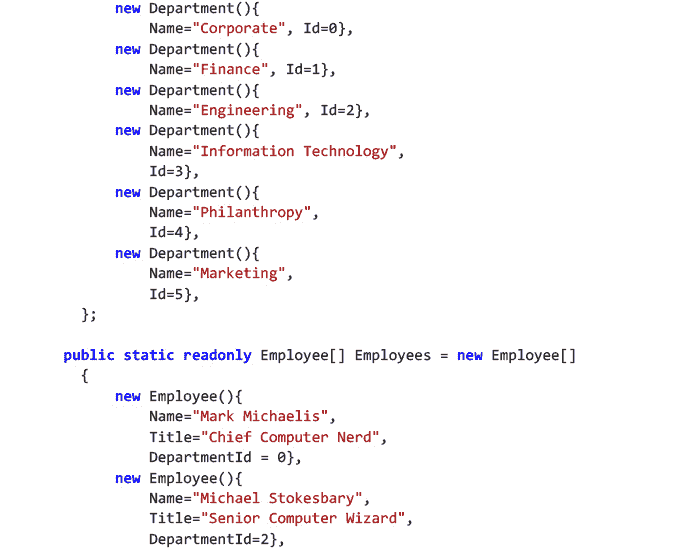 new Department(){
Name="Corporate", Id=0},
new Department(){
Name="Finance", Id=1},
new Department(){
Name="Engineering", Id=2},
new Department(){
Name="Information Technology",
Id=3},
new Department(){
Name="Philanthropy",
Id=4},
new Department(){
Name="Marketing",
Id=5},
};
public static readonly Employee[] Employees = new Employee[]
{
new Employee(){
Name="Mark Michaelis",
Title="Chief Computer Nerd",
DepartmentId = 0},
new Employee(){
Name="Michael Stokesbary",
Title="Senior Computer Wizard",
DepartmentId=2},